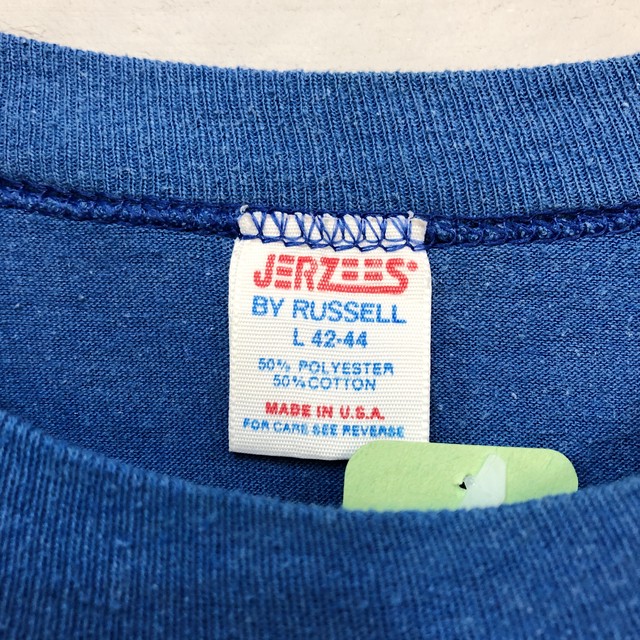 JERZEES
BY RUSSELL
L 42-44
50% POLYESTER
50% COTTON
MADE IN U.S.A.
FOR CARE SEE REVERSE